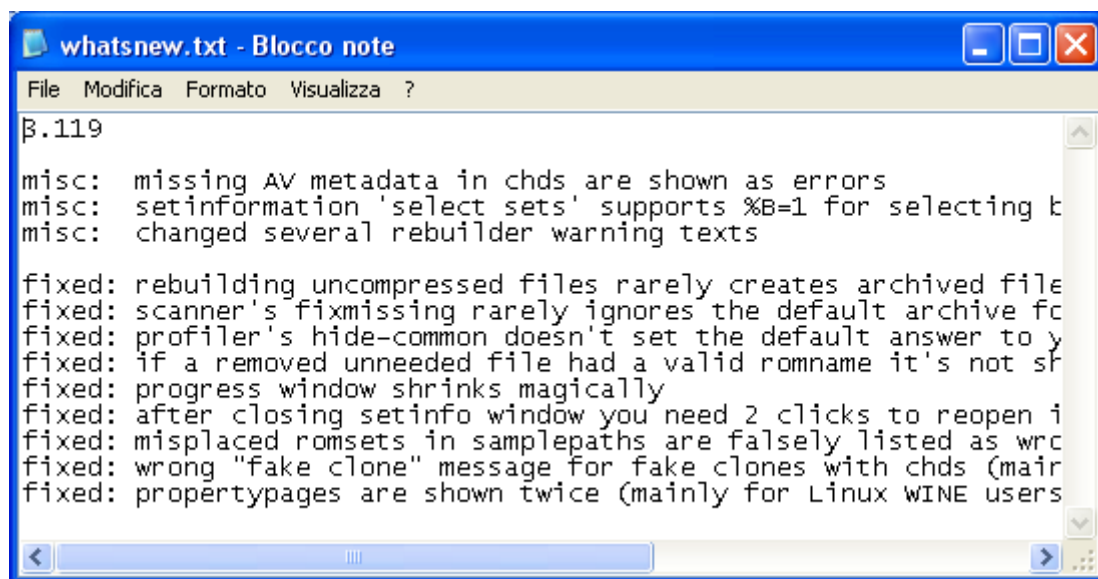 whatsnew.txt - Blocco note
File Modifica Formato Visualizza ?
3.119
misc: missing AV metadata in chds are shown as errors
misc: setinformation 'select sets' supports %B=1 for selecting
misc: changed several rebuilder warning texts
fixed: rebuilding uncompressed files rarely creates archived file
fixed: scanner's fixmissing rarely ignores the default archive
fixed: profiler's hide-common doesn't set the default answer to
fixed: if a removed unneeded file had a valid romname it's not
fixed: progress window shrinks magically
fixed: after closing setinfo window you need 2 clicks to reopen
fixed: misplaced romsets in samplepaths are falsely listed as
fixed: wrong "fake clone" message for fake clones with chds
fixed: propertypages are shown twice (mainly for Linux WINE users